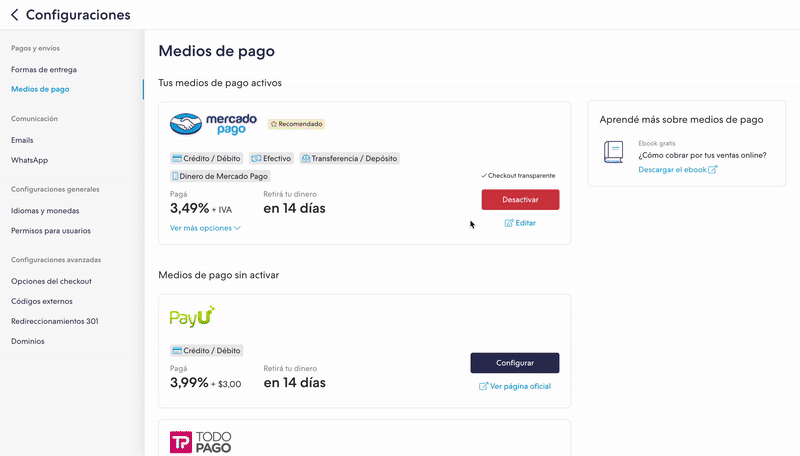 Configuraciones
Pagos y envíos
Formas de entrega
Medios de pago
Comunicación
Emails
WhatsApp
Configuraciones generales
Idiomas y monedas
Permisos para usuarios
Configuraciones avanzadas
Opciones del checkout
Códigos externos
Redireccionamientos 301
Dominios
Medios de pago
Tus medios de pago activos
mercado
pago
Recomendado
Crédito / Débito
Efectivo
Transferencia / Depósito
Dinero de Mercado Pago
Checkout transparente
Pagá
Retirá tu dinero
3,49% + IVA
en 14 días
Desactivar
Ver más opciones
Editar
Medios de pago sin activar
PayU
Crédito / Débito
Pagá
Retirá tu dinero
3,99% + $3,00
en 14 días
Configurar
Ver página oficial
TP TODO
PAGO
Aprendé más sobre medios de pago
Ebook gratis
¿Cómo cobrar por tus ventas online?
Descargar el ebook